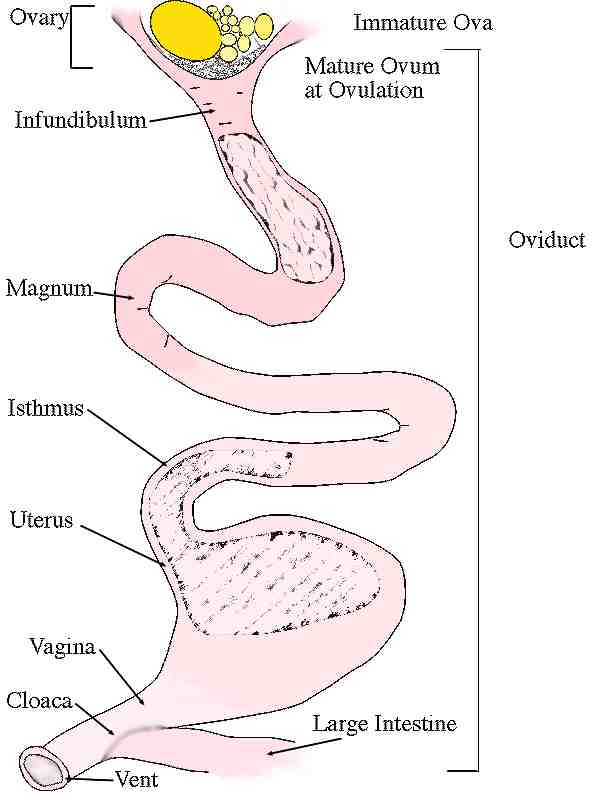 Ovary
Immature Ova
Mature Ovum
at Ovulation
Infundibulum
Oviduct
Magnum
Isthmus
Uterus
Vagina
Cloaca
Large Intestine
Vent